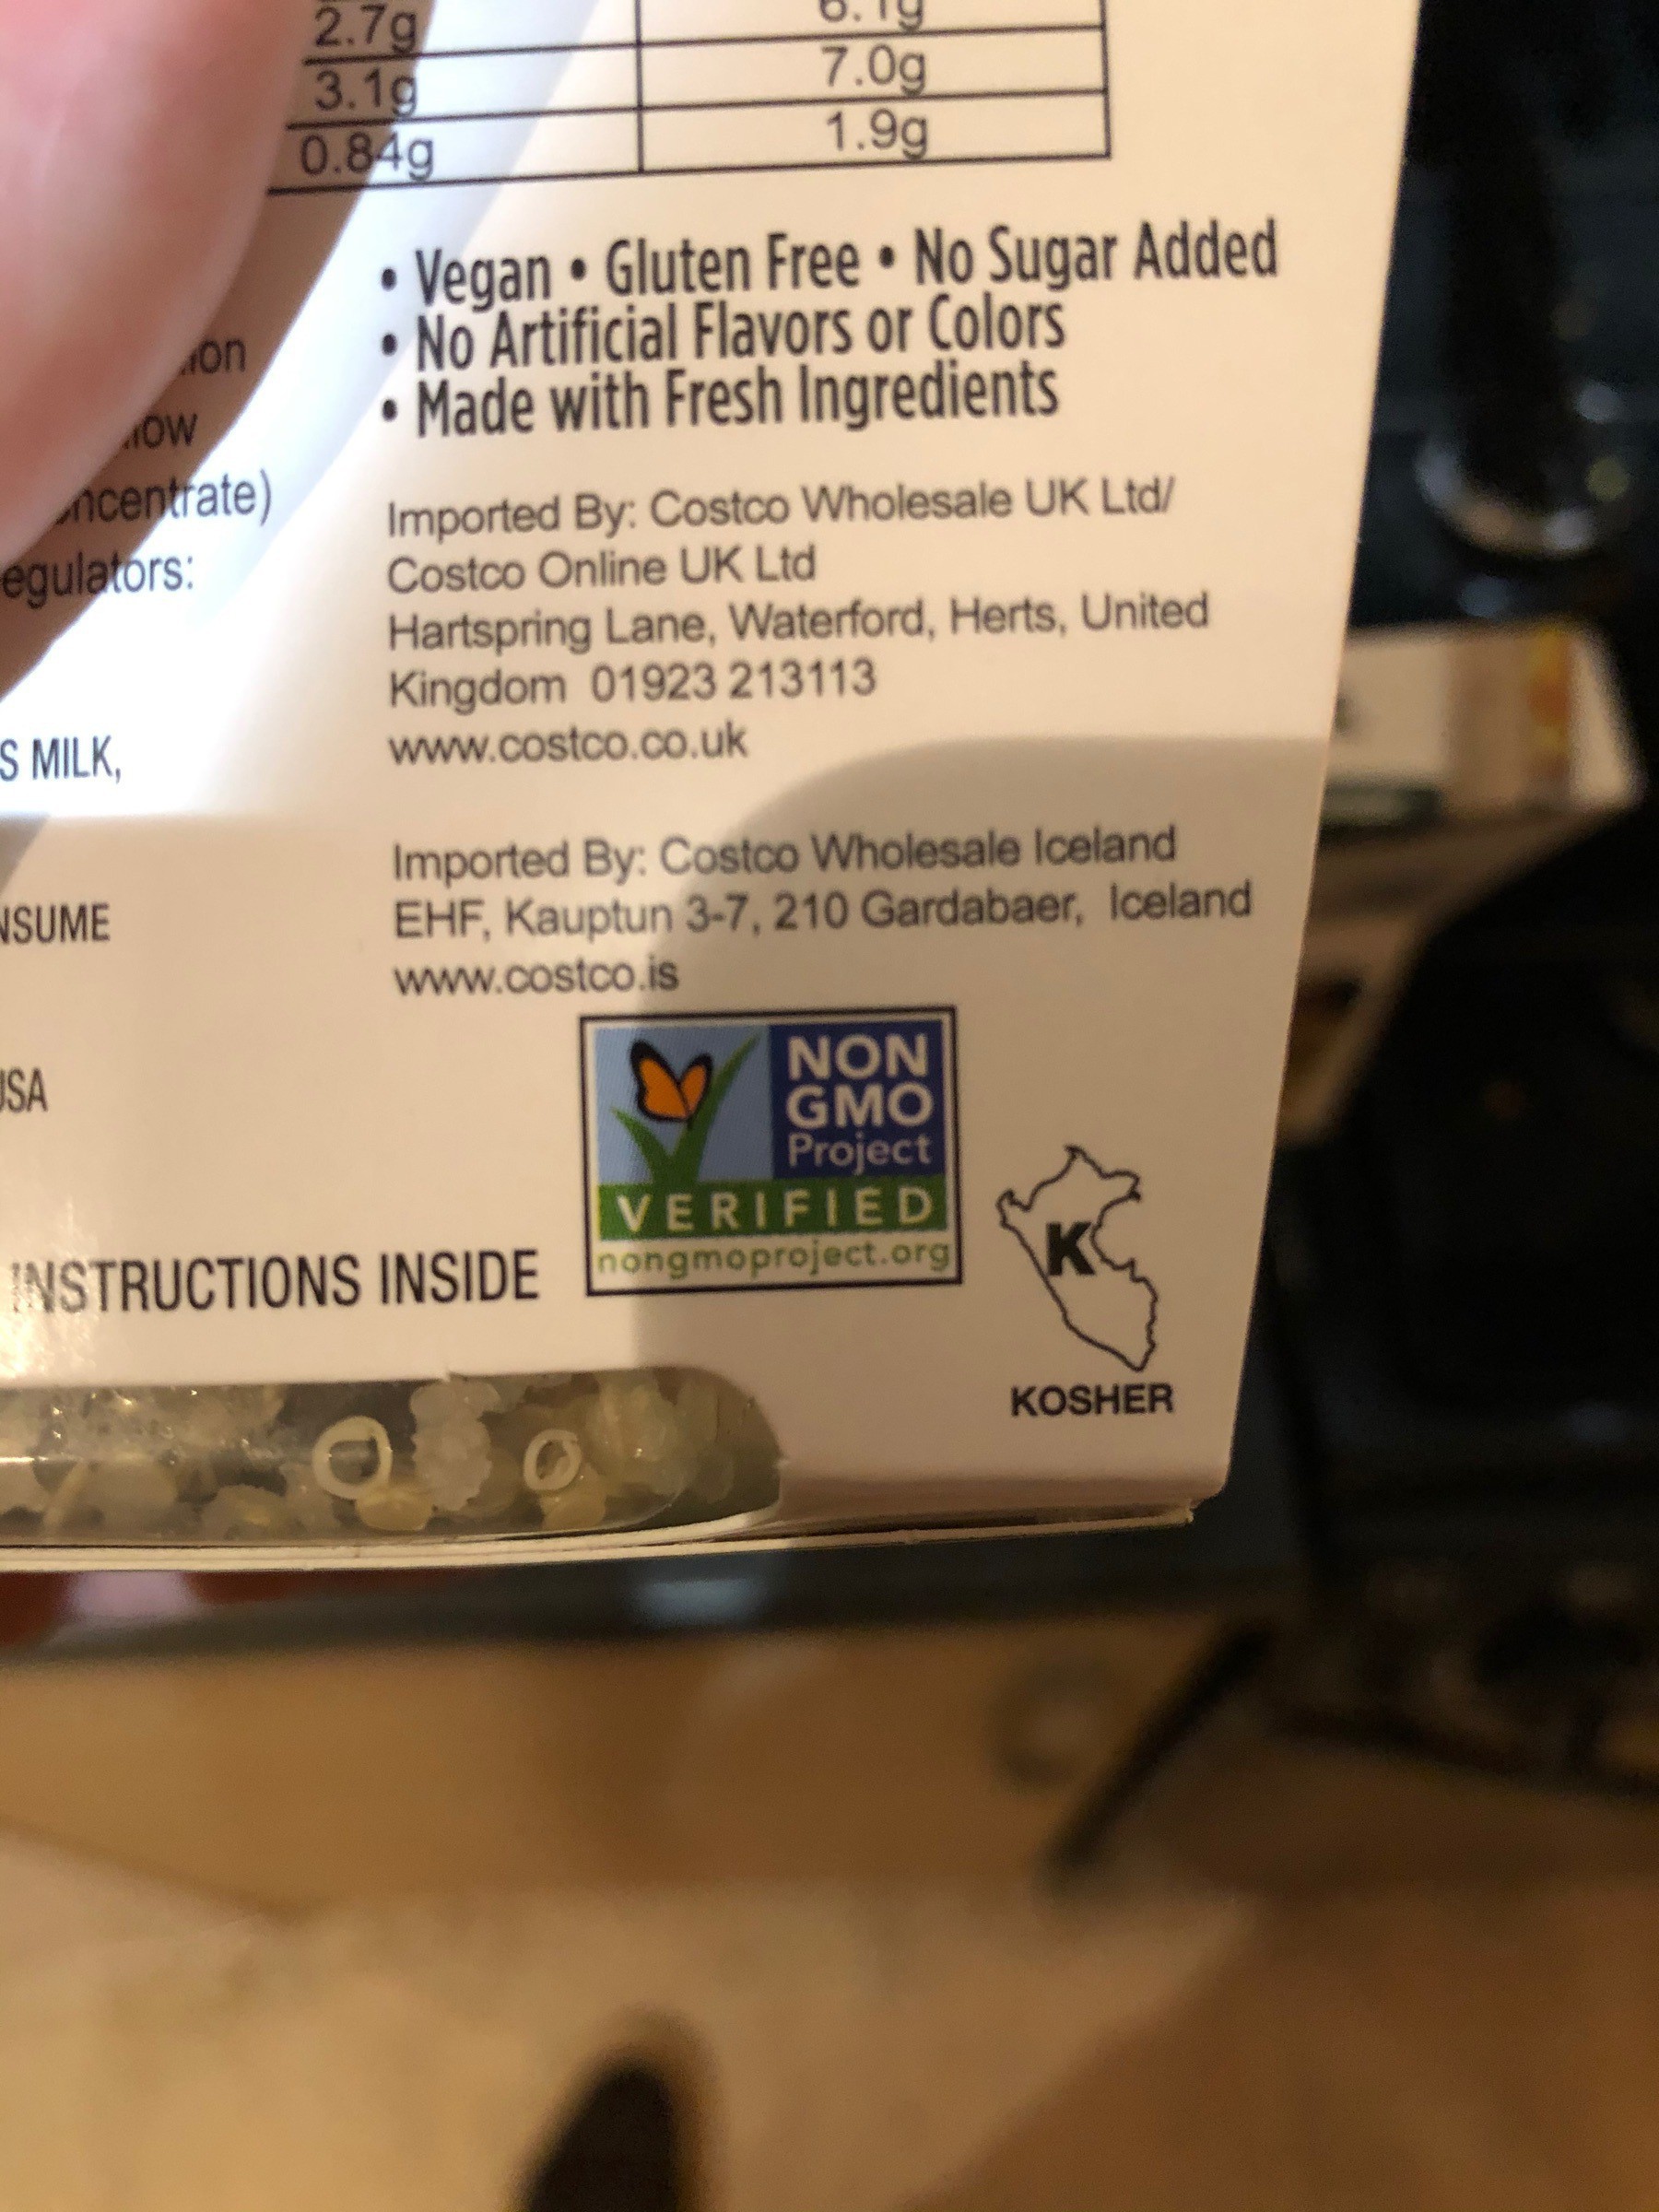 2.7g 6.1g
3.1g 7.0g
0.84g 1.9g
• Vegan • Gluten Free • No Sugar Added
• No Artificial Flavors or Colors
• Made with Fresh Ingredients
Imported By: Costco Wholesale UK Ltd/
Costco Online UK Ltd
Hartspring Lane, Waterford, Herts, United
Kingdom 01923 213113
www.costco.co.uk
Imported By: Costco Wholesale Iceland
EHF, Kauptun 3-7, 210 Gardabaer, Iceland
www.costco.is
S MILK,
USA
INSTRUCTIONS INSIDE
NON
GMO
Project
VERIFIED
nongmoproject.org
K
KOSHER